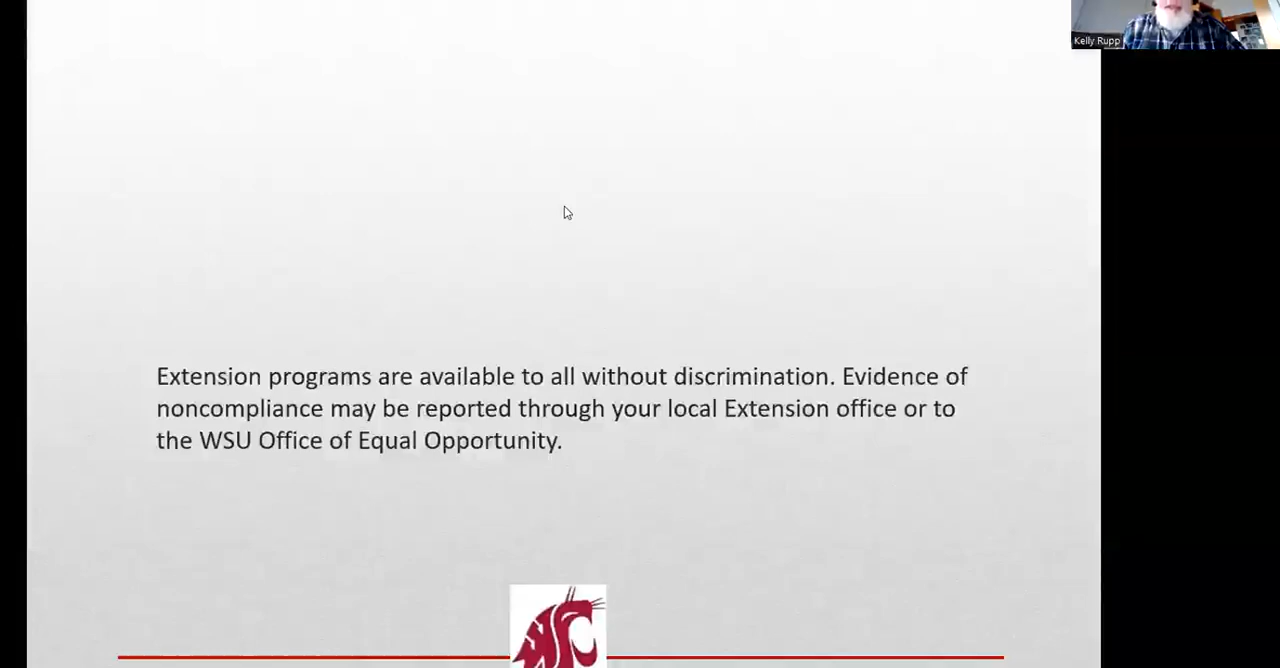 Kelly Rupp
Extension programs are available to all without discrimination. Evidence of
noncompliance may be reported through your local Extension office or to
the WSU Office of Equal Opportunity.